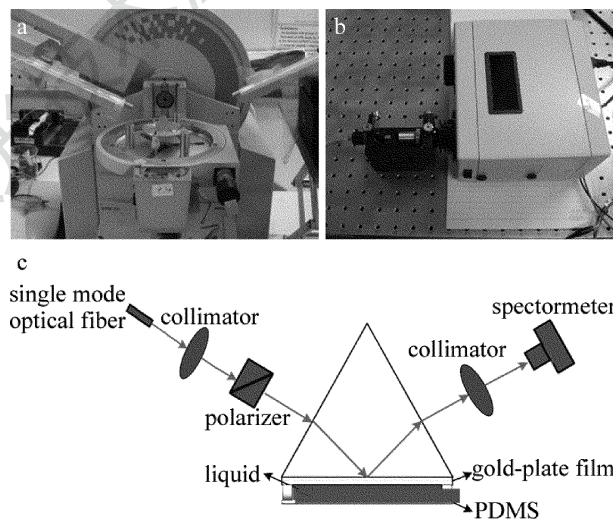 a
b
c
single mode
optical fiber
collimator
polarizer
collimator
spectormeter
liquid
gold-plate film
PDMS